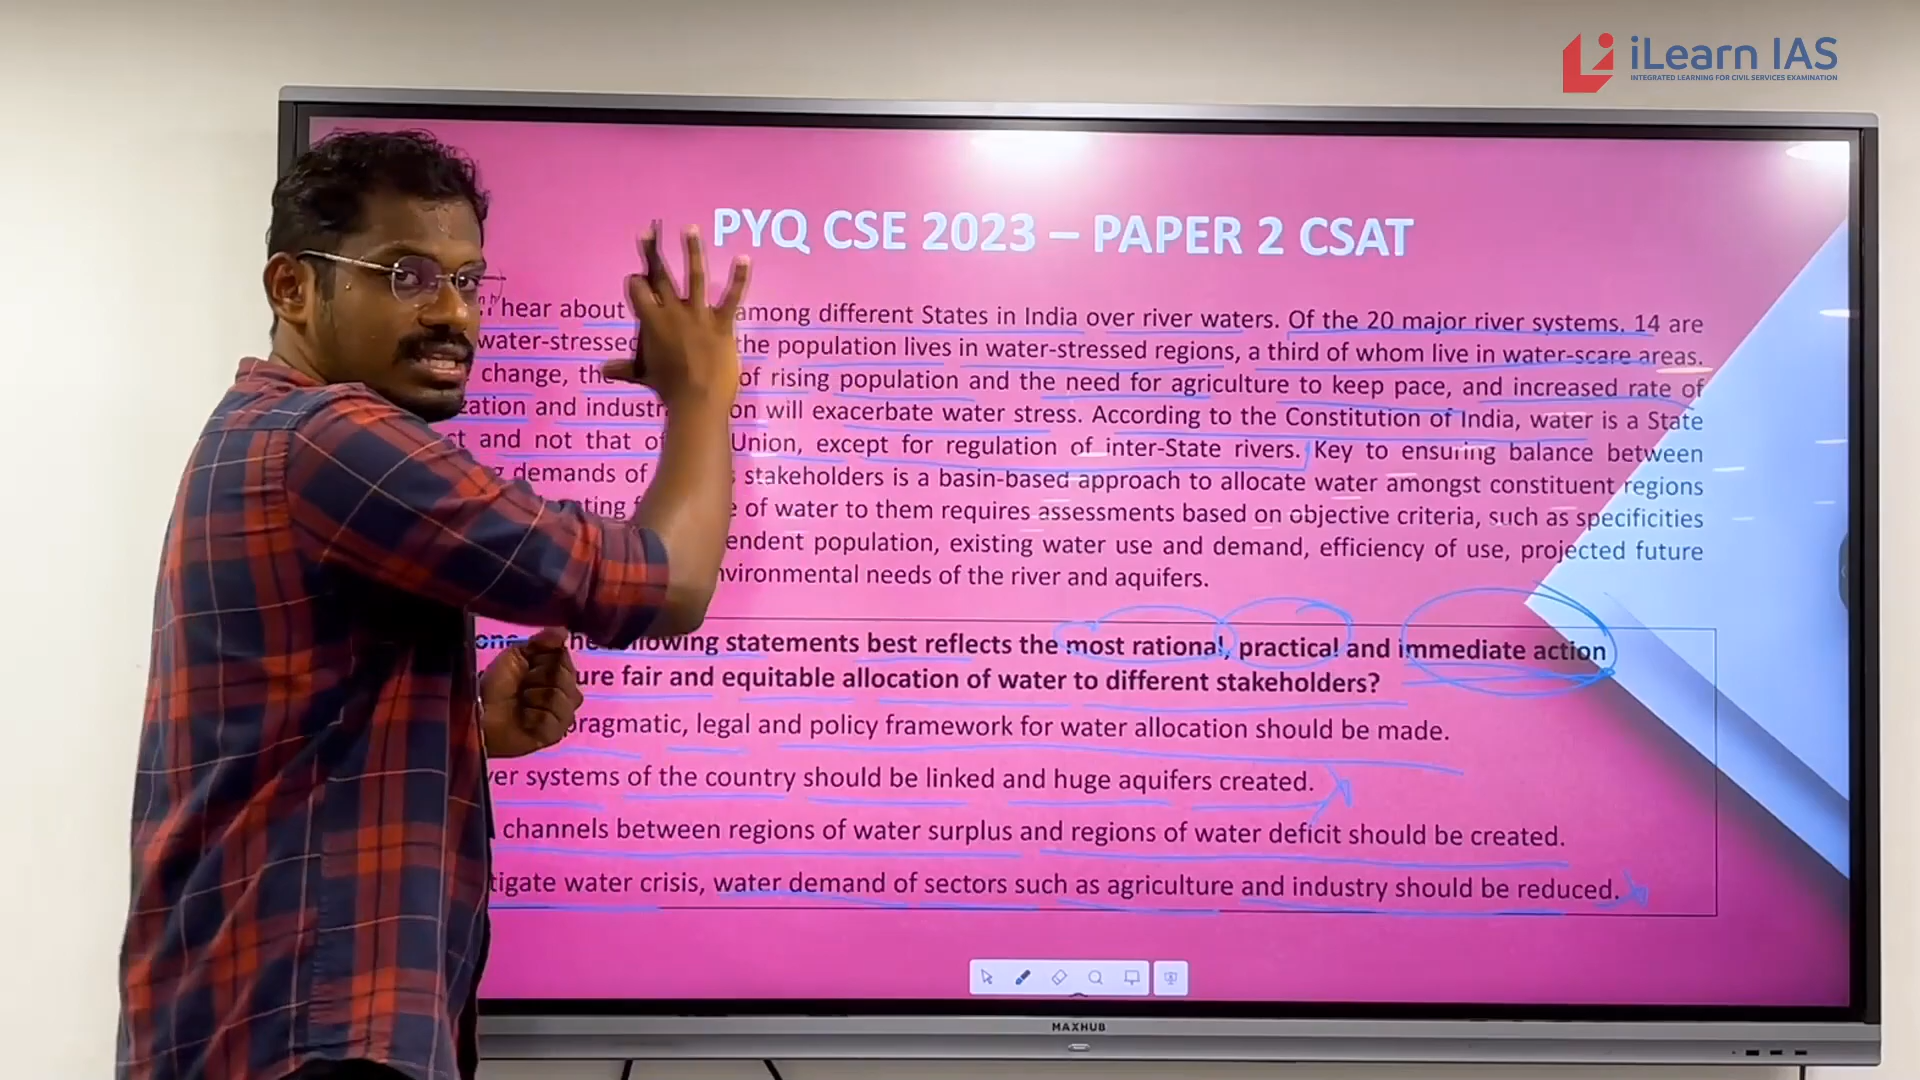 iLearn IAS
INTEGRATED LEARNING FOR CIVIL SERVICES EXAMINATION
PYQ CSE 2023 – PAPER 2 CSAT
hear about among different States in India over river waters. Of the 20 major river systems, 14 are
water-stressed the population lives in water-stressed regions, a third of whom live in water-scare areas.
change, the of rising population and the need for agriculture to keep pace, and increased rate of
and will exacerbate water stress. According to the Constitution of India, water is a State
and not that of Union, except for regulation of inter-State rivers. Key to ensuring balance between
demands of stakeholders is a basin-based approach to allocate water amongst constituent regions
of water to them requires assessments based on objective criteria, such as specificities
population, existing water use and demand, efficiency of use, projected future
environmental needs of the river and aquifers.
following statements best reflects the most rational, practical and immediate action
fair and equitable allocation of water to different stakeholders?
pragmatic, legal and policy framework for water allocation should be made.
systems of the country should be linked and huge aquifers created.
channels between regions of water surplus and regions of water deficit should be created.
water crisis, water demand of sectors such as agriculture and industry should be reduced.
MAXHUB